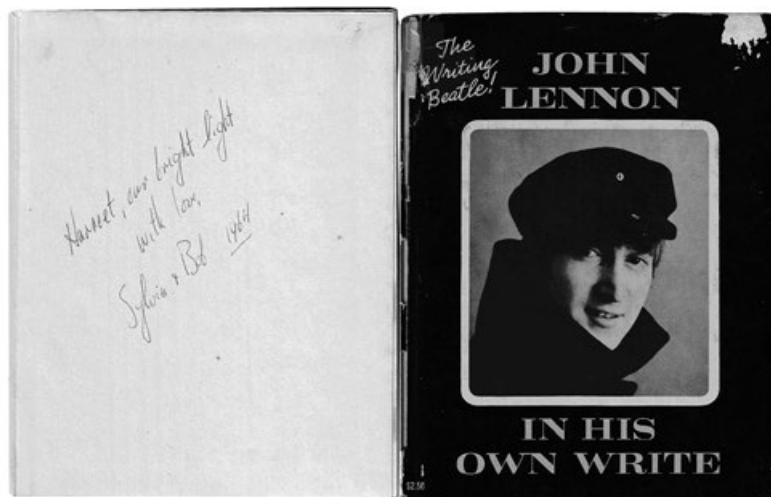 Harreet, our bright light
with love,
Sylvia + Bob 1964
The
Writing
Beatle!
JOHN
LENNON
IN HIS
OWN WRITE
$2.50